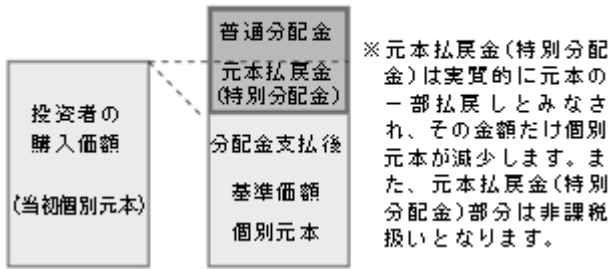 投資者の
購入価額
(当初個別元本)
普通分配金
元本払戻金
(特別分配金)
分配金支払後
基準価額
個別元本
※元本払戻金(特別分配
金)は実質的に元本の
一部払戻しとみなさ
れ、その金額だけ個別
元本が減少します。ま
た、元本払戻金(特別
分配金)部分は非課税
扱いとなります。